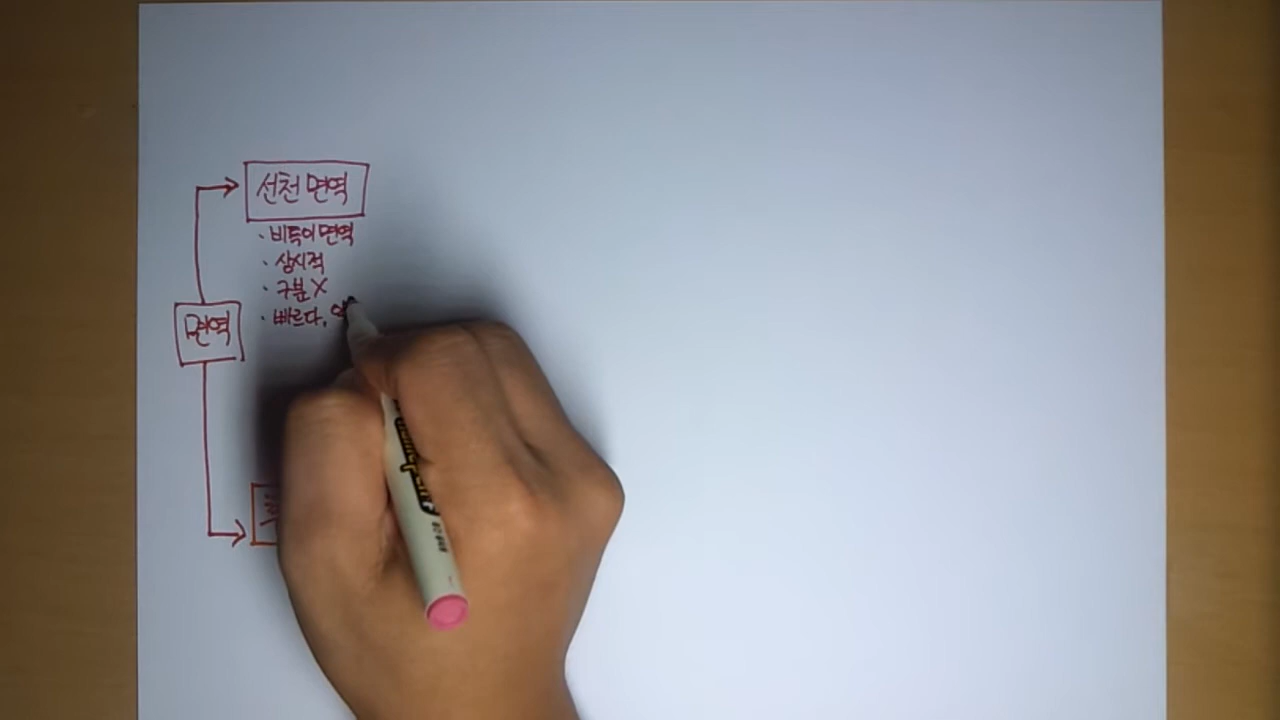 선천 면역
· 비특이 면역
· 상시적
· 구분 X
· 빠르다,
면역